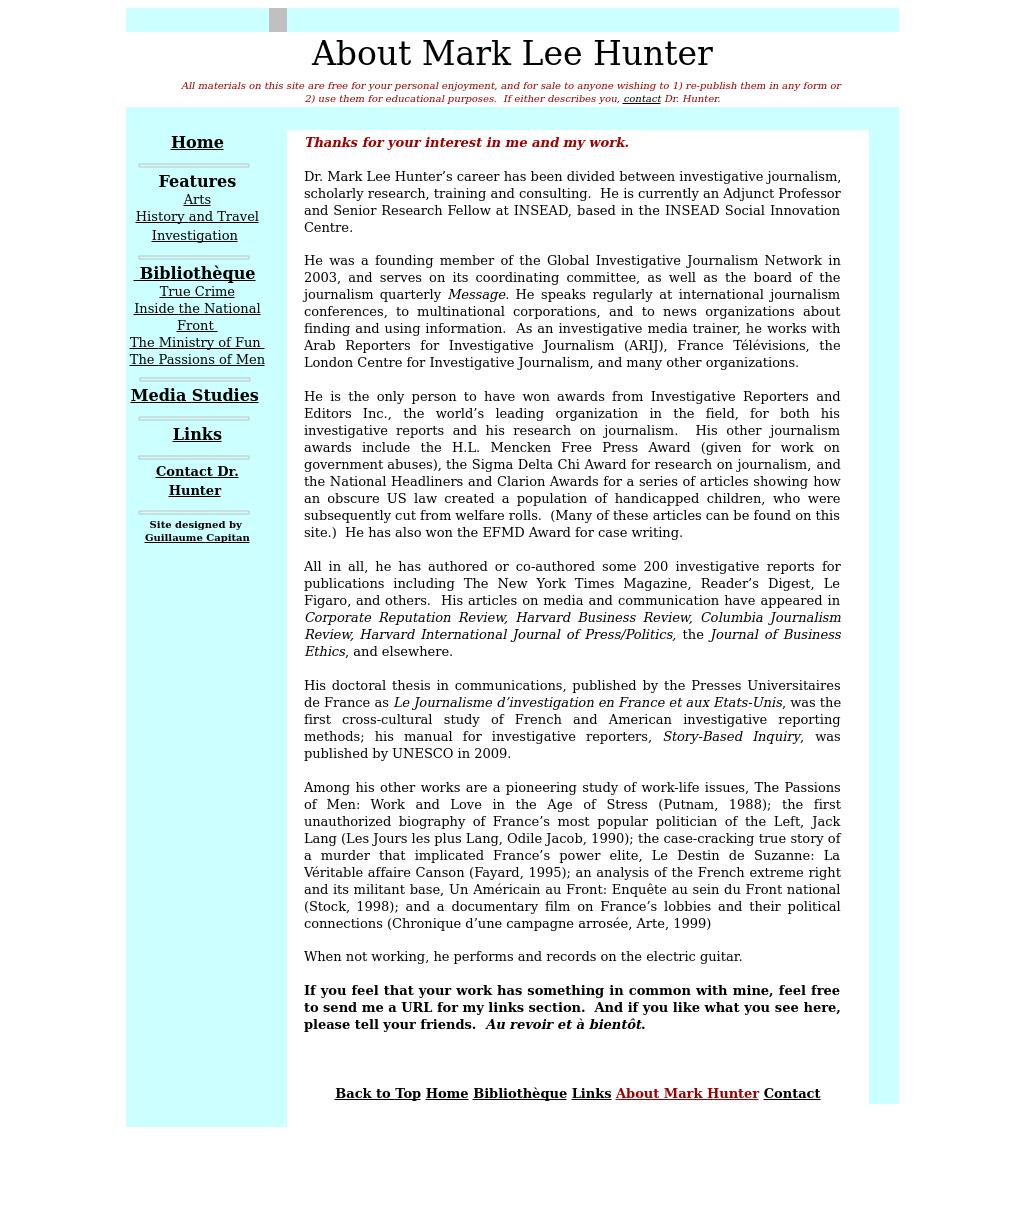 About Mark Lee Hunter
All materials on this site are free for your personal enjoyment, and for sale to anyone wishing to 1) re-publish them in any form or
2) use them for educational purposes.  If either describes you, contact Dr. Hunter.
Home
Features
Arts
History and Travel
Investigation
Bibliothèque
True Crime
Inside the National
Front
The Ministry of Fun
The Passions of Men
Media Studies
Links
Contact Dr.
Hunter
Site designed by
Guillaume Capitan
Thanks for your interest in me and my work.
Dr. Mark Lee Hunter’s career has been divided between investigative journalism,
scholarly research, training and consulting.  He is currently an Adjunct Professor
and Senior Research Fellow at INSEAD, based in the INSEAD Social Innovation
Centre.
He was a founding member of the Global Investigative Journalism Network in
2003, and serves on its coordinating committee, as well as the board of the
journalism quarterly Message. He speaks regularly at international journalism
conferences, to multinational corporations, and to news organizations about
finding and using information.  As an investigative media trainer, he works with
Arab Reporters for Investigative Journalism (ARIJ), France Télévisions, the
London Centre for Investigative Journalism, and many other organizations.
He is the only person to have won awards from Investigative Reporters and
Editors Inc., the world’s leading organization in the field, for both his
investigative reports and his research on journalism.  His other journalism
awards include the H.L. Mencken Free Press Award (given for work on
government abuses), the Sigma Delta Chi Award for research on journalism, and
the National Headliners and Clarion Awards for a series of articles showing how
an obscure US law created a population of handicapped children, who were
subsequently cut from welfare rolls.  (Many of these articles can be found on this
site.)  He has also won the EFMD Award for case writing.
All in all, he has authored or co-authored some 200 investigative reports for
publications including The New York Times Magazine, Reader’s Digest, Le
Figaro, and others.  His articles on media and communication have appeared in
Corporate Reputation Review, Harvard Business Review, Columbia Journalism
Review, Harvard International Journal of Press/Politics, the Journal of Business
Ethics, and elsewhere.
His doctoral thesis in communications, published by the Presses Universitaires
de France as Le Journalisme d’investigation en France et aux Etats-Unis, was the
first cross-cultural study of French and American investigative reporting
methods; his manual for investigative reporters, Story-Based Inquiry, was
published by UNESCO in 2009.
Among his other works are a pioneering study of work-life issues, The Passions
of Men: Work and Love in the Age of Stress (Putnam, 1988); the first
unauthorized biography of France’s most popular politician of the Left, Jack
Lang (Les Jours les plus Lang, Odile Jacob, 1990); the case-cracking true story of
a murder that implicated France’s power elite, Le Destin de Suzanne: La
Véritable affaire Canson (Fayard, 1995); an analysis of the French extreme right
and its militant base, Un Américain au Front: Enquête au sein du Front national
(Stock, 1998); and a documentary film on France’s lobbies and their political
connections (Chronique d’une campagne arrosée, Arte, 1999)
When not working, he performs and records on the electric guitar.
If you feel that your work has something in common with mine, feel free
to send me a URL for my links section.  And if you like what you see here,
please tell your friends.  Au revoir et à bientôt.
Back to Top Home Bibliothèque Links About Mark Hunter Contact